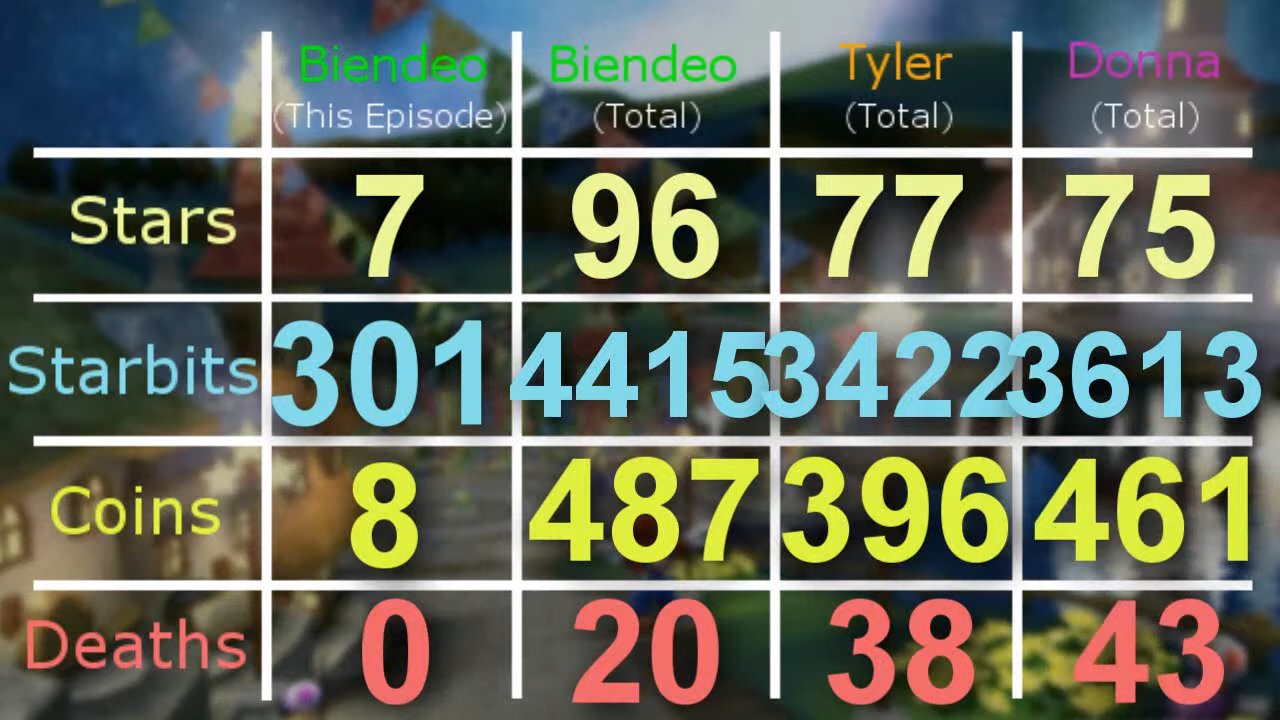 Biendeo Biendeo Tyler Donna
(This Episode) (Total) (Total) (Total)
Stars 7 96 77 75
Starbits 301 4415 3422 3613
Coins 8 487 396 461
Deaths 0 20 38 43